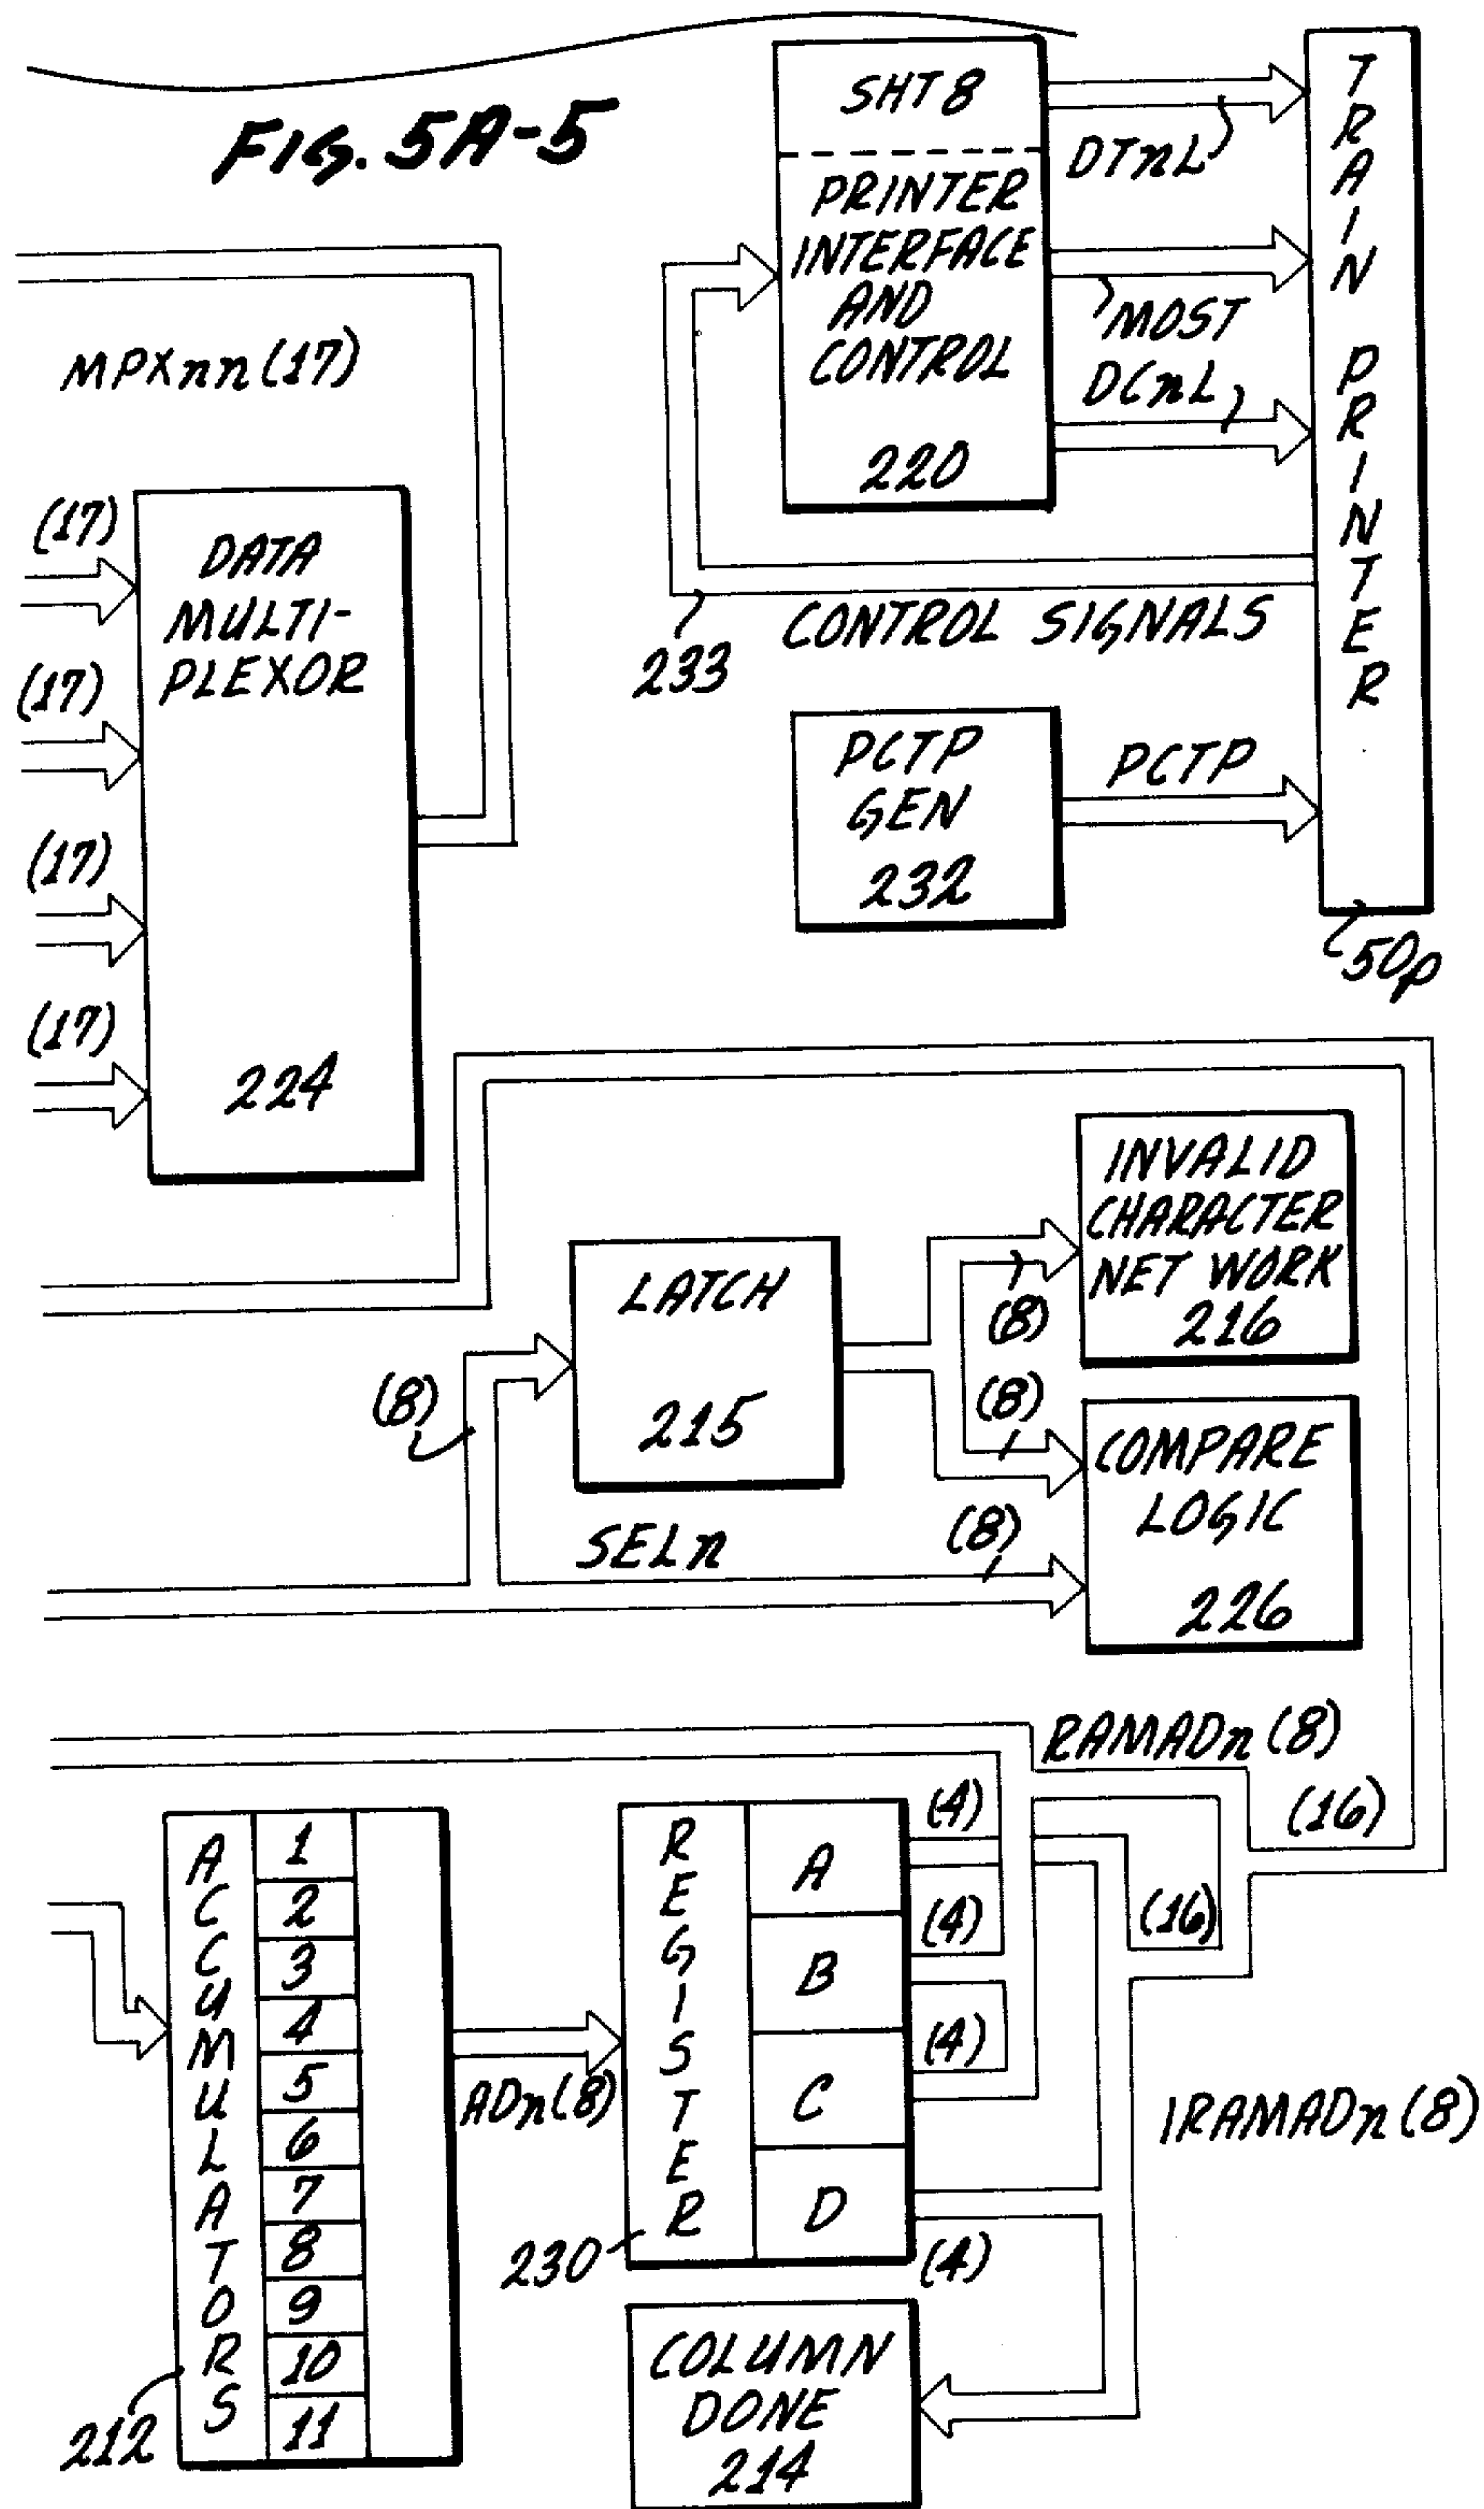 FIG. 5A-5
SHT 8
PRINTER
INTERFACE
AND
CONTROL
220
DTnL
MOST
DCnL
TRAIN PRINTER
50p
MPXnn (17)
(17)
(17)
(17)
(17)
DATA
MULTI-
PLEXOR
224
233
CONTROL SIGNALS
PCTP
GEN
232
PCTP
INVALID
CHARACTER
NET WORK
216
(8)
LATCH
215
(8)
(8)
COMPARE
LOGIC
226
SELn
(8)
RAMADn (8)
(16)
(16)
ACCUMULATORS
1
2
3
4
5
6
7
8
9
10
11
212
ADn (8)
REGISTER
A
B
C
D
230
(4)
(4)
(4)
(4)
IRAMADn (8)
COLUMN
DONE
214